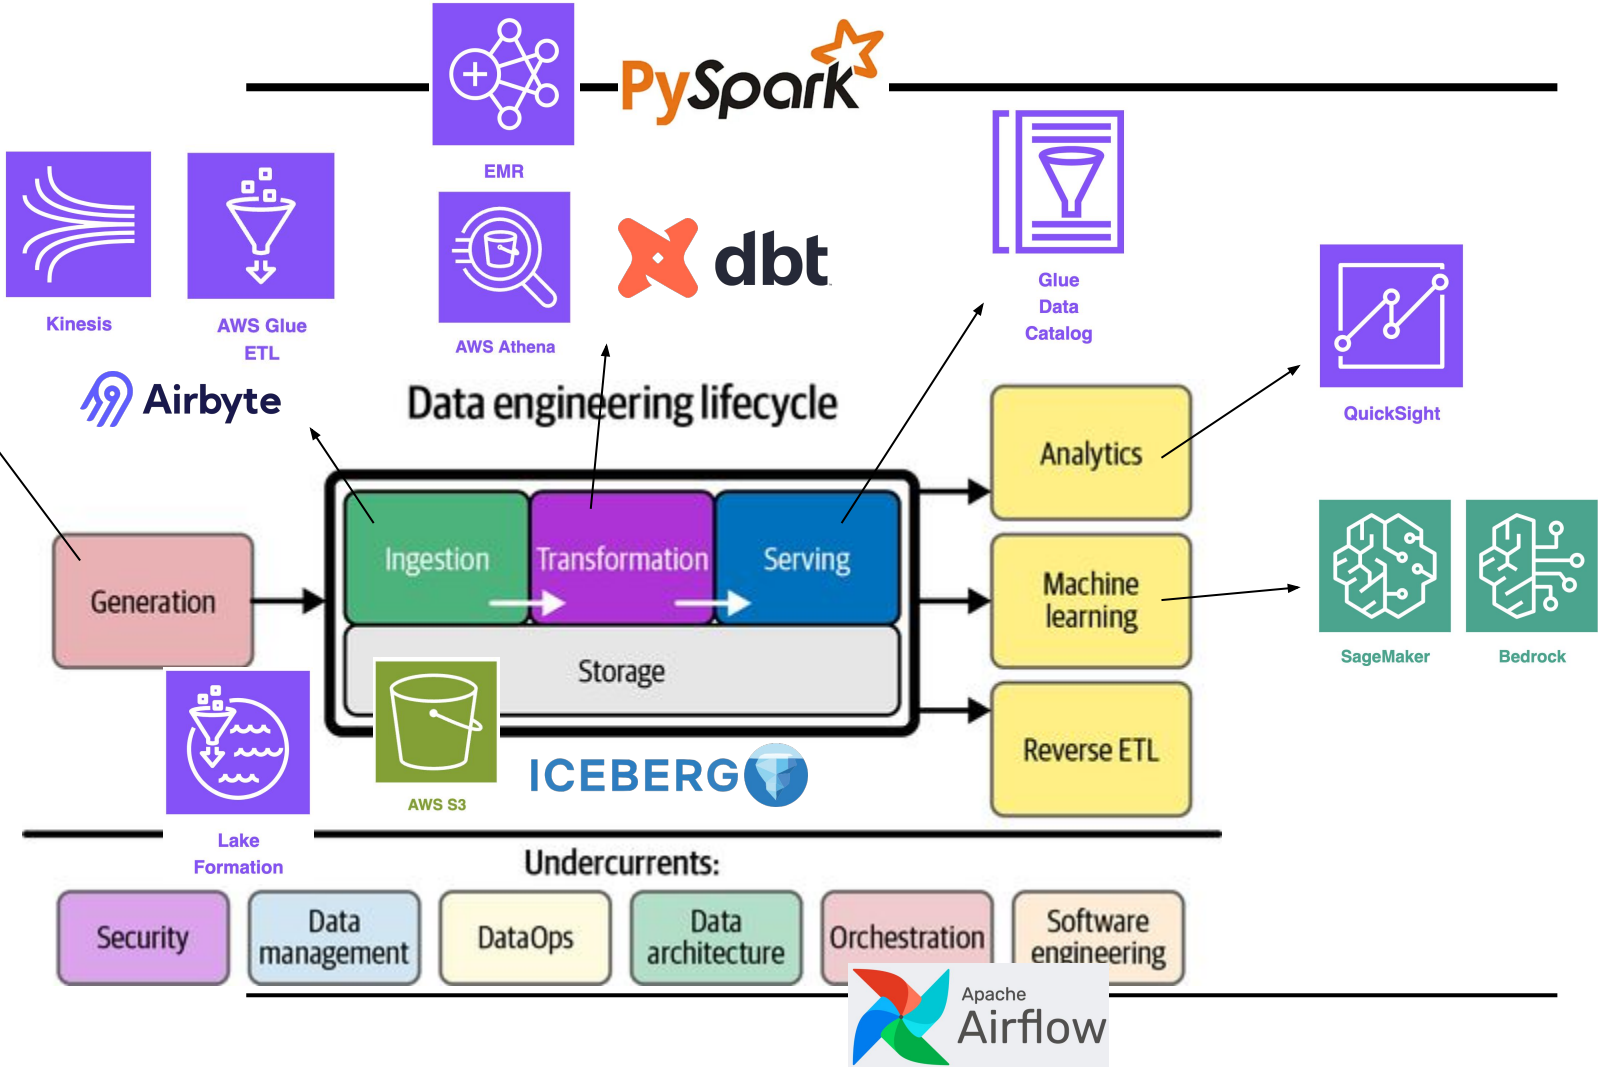 PySpark
EMR
Kinesis
AWS Glue
ETL
AWS Athena
dbt
Glue
Data
Catalog
QuickSight
Airbyte
Data engineering lifecycle
Generation
Ingestion
Transformation
Serving
Storage
Analytics
Machine
learning
Reverse ETL
SageMaker
Bedrock
Lake
Formation
AWS S3
ICEBERG
Undercurrents:
Security
Data
management
DataOps
Data
architecture
Orchestration
Software
engineering
Apache
Airflow